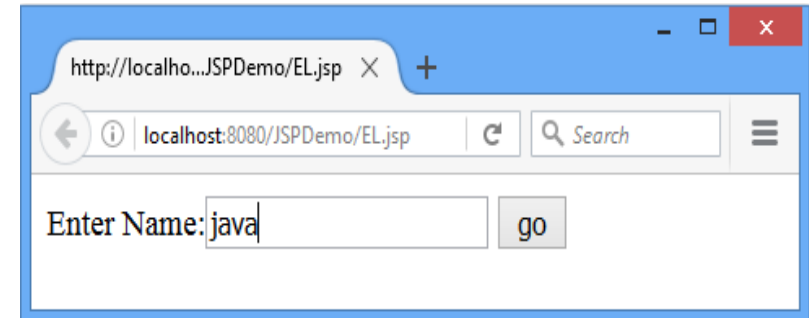 http://localho...JSPDemo/EL.jsp
localhost:8080/JSPDemo/EL.jsp
Search
Enter Name:java
go